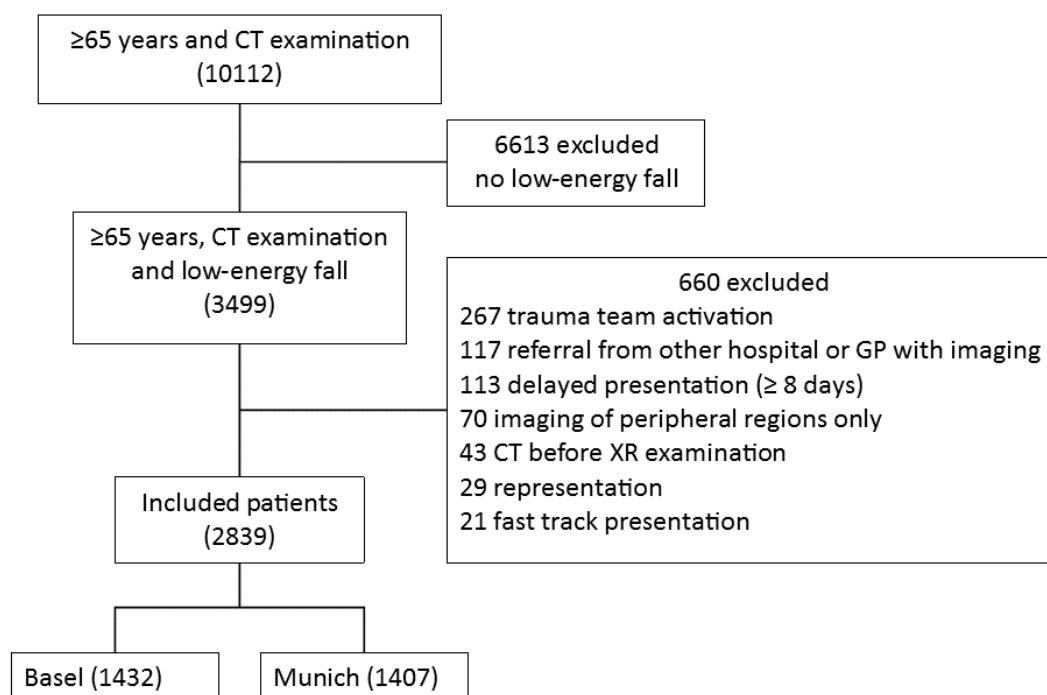 ≥65 years and CT examination
(10112)
6613 excluded
no low-energy fall
≥65 years, CT examination
and low-energy fall
(3499)
660 excluded
267 trauma team activation
117 referral from other hospital or GP with imaging
113 delayed presentation (≥ 8 days)
70 imaging of peripheral regions only
43 CT before XR examination
29 representation
21 fast track presentation
Included patients
(2839)
Basel (1432)
Munich (1407)